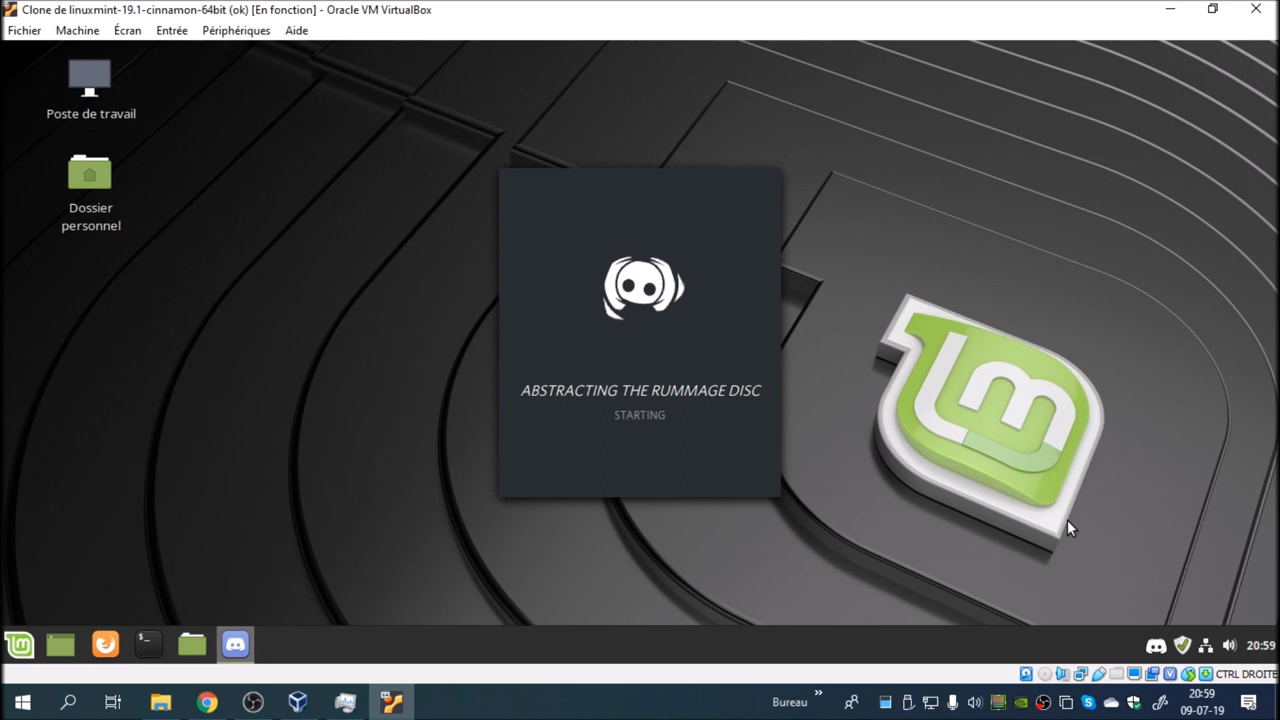 Clone de linuxmint-19.1-cinnamon-64bit (ok) [En fonction] - Oracle VM VirtualBox
Fichier Machine Écran Entrée Périphériques Aide
Poste de travail
Dossier
personnel
ABSTRACTING THE RUMMAGE DISC
STARTING
lm
lm
$_
20:59
CTRL DROITE
Bureau
»
20:59
09-07-19